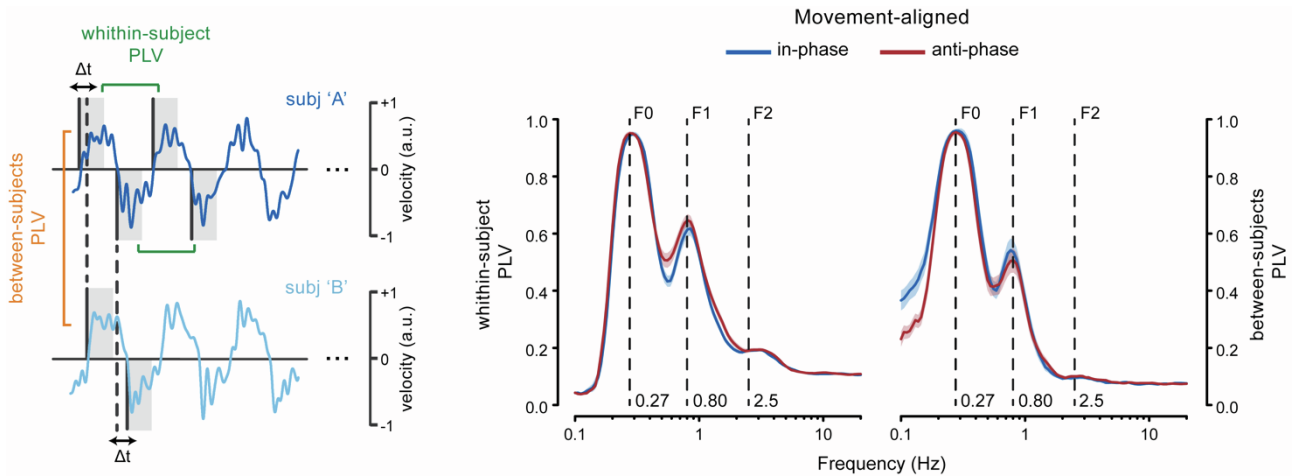 whithin-subject
PLV
Δt
subj 'A'
+1
0
-1
velocity (a.u.)
...
between-subjects
PLV
subj 'B'
+1
0
-1
velocity (a.u.)
...
Δt
Movement-aligned
in-phase
anti-phase
F0
F1
F2
1.0
0.8
0.6
0.4
0.2
0.0
whithin-subject
PLV
0.27
0.80
2.5
0.1
1
10
F0
F1
F2
1.0
0.8
0.6
0.4
0.2
0.0
between-subjects
PLV
0.27
0.80
2.5
0.1
1
10
Frequency (Hz)